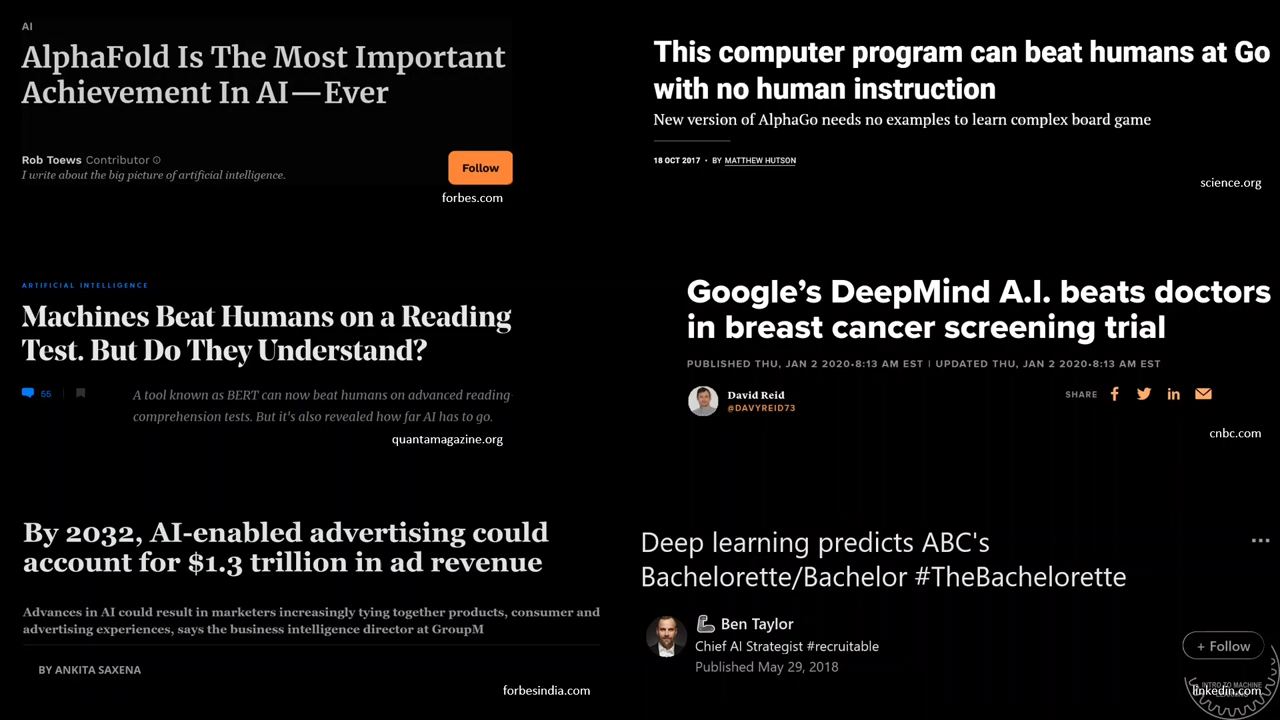 AI
AlphaFold Is The Most Important
Achievement In AI—Ever
Rob Toews Contributor
I write about the big picture of artificial intelligence.
Follow
forbes.com
This computer program can beat humans at Go
with no human instruction
New version of AlphaGo needs no examples to learn complex board game
18 OCT 2017 • BY MATTHEW HUTSON
science.org
ARTIFICIAL INTELLIGENCE
Machines Beat Humans on a Reading
Test. But Do They Understand?
55
A tool known as BERT can now beat humans on advanced reading
comprehension tests. But it's also revealed how far AI has to go.
quantamagazine.org
Google’s DeepMind A.I. beats doctors
in breast cancer screening trial
PUBLISHED THU, JAN 2 2020•8:13 AM EST | UPDATED THU, JAN 2 2020•8:13 AM EST
David Reid
@DAVYREID73
SHARE
cnbc.com
By 2032, AI-enabled advertising could
account for $1.3 trillion in ad revenue
Advances in AI could result in marketers increasingly tying together products, consumer and
advertising experiences, says the business intelligence director at GroupM
BY ANKITA SAXENA
forbesindia.com
Deep learning predicts ABC's
Bachelorette/Bachelor #TheBachelorette
Ben Taylor
Chief AI Strategist #recruitable
Published May 29, 2018
+ Follow
INTRO TO MACHINE
linkedin.com